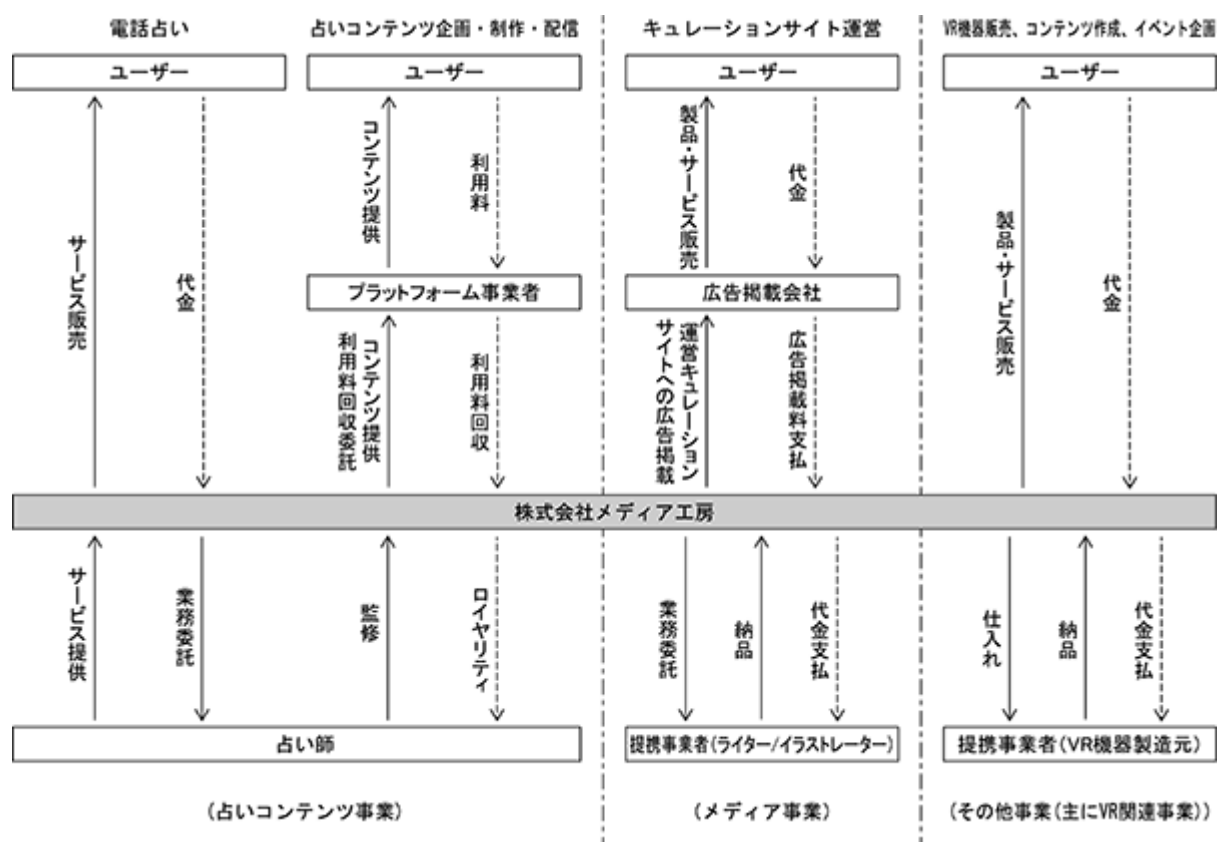 電話占い
占いコンテンツ企画・制作・配信
キュレーションサイト運営
VR機器販売、コンテンツ作成、イベント企画
ユーザー
ユーザー
ユーザー
ユーザー
サービス販売
代金
コンテンツ提供
利用料
製品・サービス販売
代金
製品・サービス販売
代金
プラットフォーム事業者
広告掲載会社
コンテンツ提供
利用料回収委託
利用料回収
運営キュレーション
サイトへの広告掲載
広告掲載料支払
株式会社メディア工房
サービス提供
業務委託
監修
ロイヤリティ
業務委託
納品
代金支払
仕入れ
納品
代金支払
占い師
提携事業者(ライター/イラストレーター)
提携事業者(VR機器製造元)
(占いコンテンツ事業)
(メディア事業)
(その他事業(主にVR関連事業))